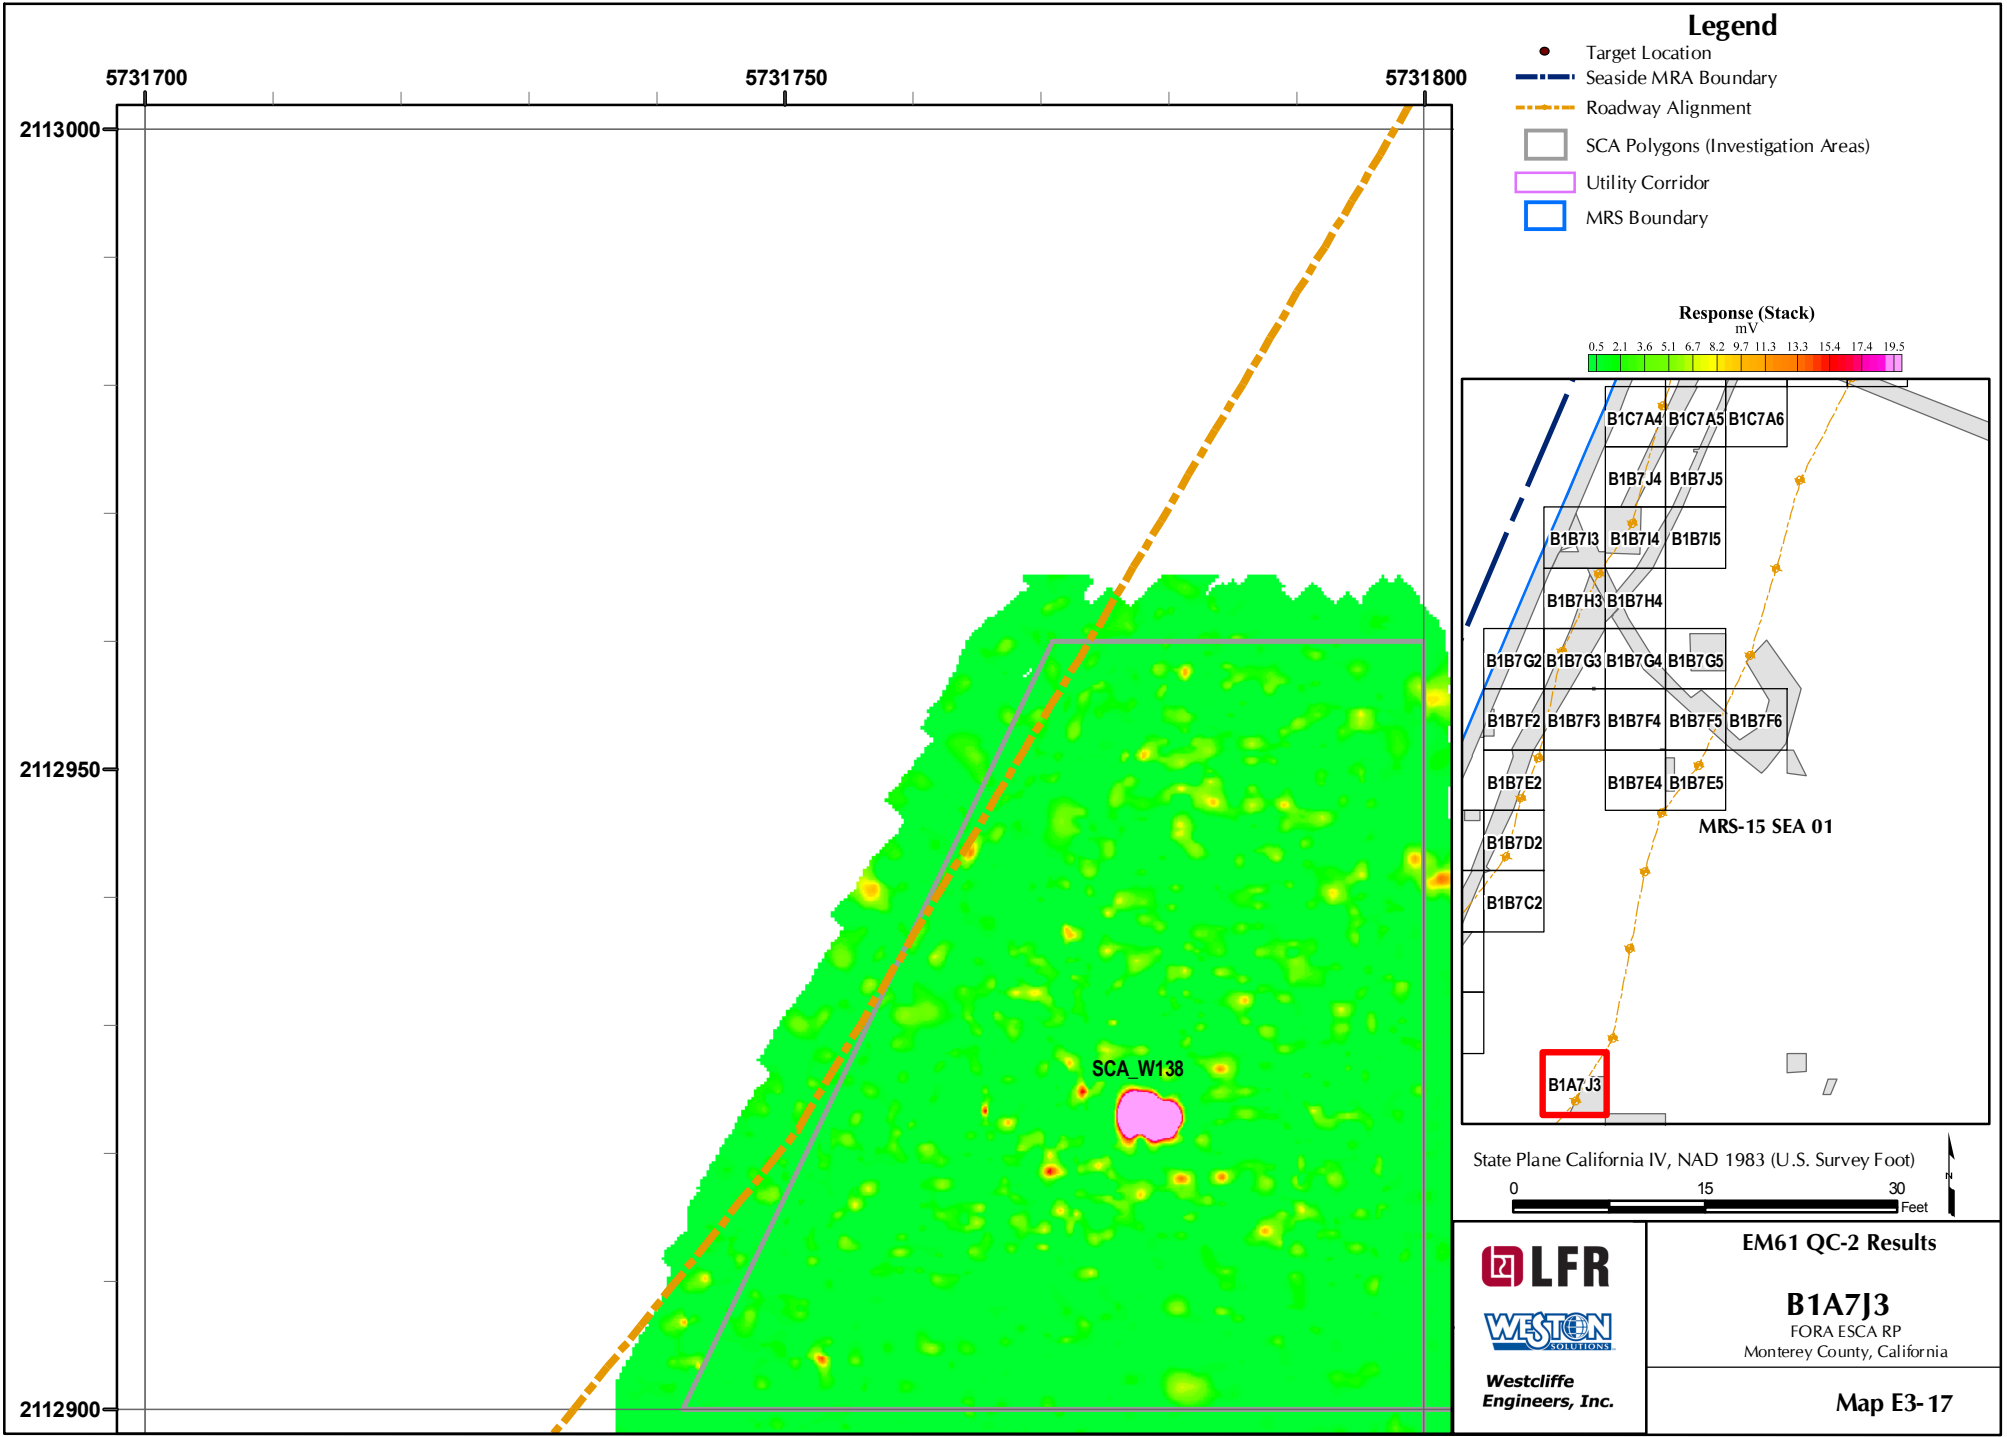 Legend
Target Location
Seaside MRA Boundary
Roadway Alignment
SCA Polygons (Investigation Areas)
Utility Corridor
MRS Boundary
5731700
5731750
5731800
2113000
2112950
2112900
SCA_W138
Response (Stack)
mV
0.5 2.1 3.6 5.1 6.7 8.2 9.7 11.3 13.3 15.4 17.4 19.5
B1C7A4 B1C7A5 B1C7A6
B1B7J4 B1B7J5
B1B7I3 B1B7I4 B1B7I5
B1B7H3 B1B7H4
B1B7G2 B1B7G3 B1B7G4 B1B7G5
B1B7F2 B1B7F3 B1B7F4 B1B7F5 B1B7F6
B1B7E2 B1B7E4 B1B7E5
MRS-15 SEA 01
B1B7D2
B1B7C2
B1A7J3
State Plane California IV, NAD 1983 (U.S. Survey Foot)
0 15 30
Feet
N
LFR
WESTON
SOLUTIONS
Westcliffe
Engineers, Inc.
EM61 QC-2 Results
B1A7J3
FORA ESCA RP
Monterey County, California
Map E3-17